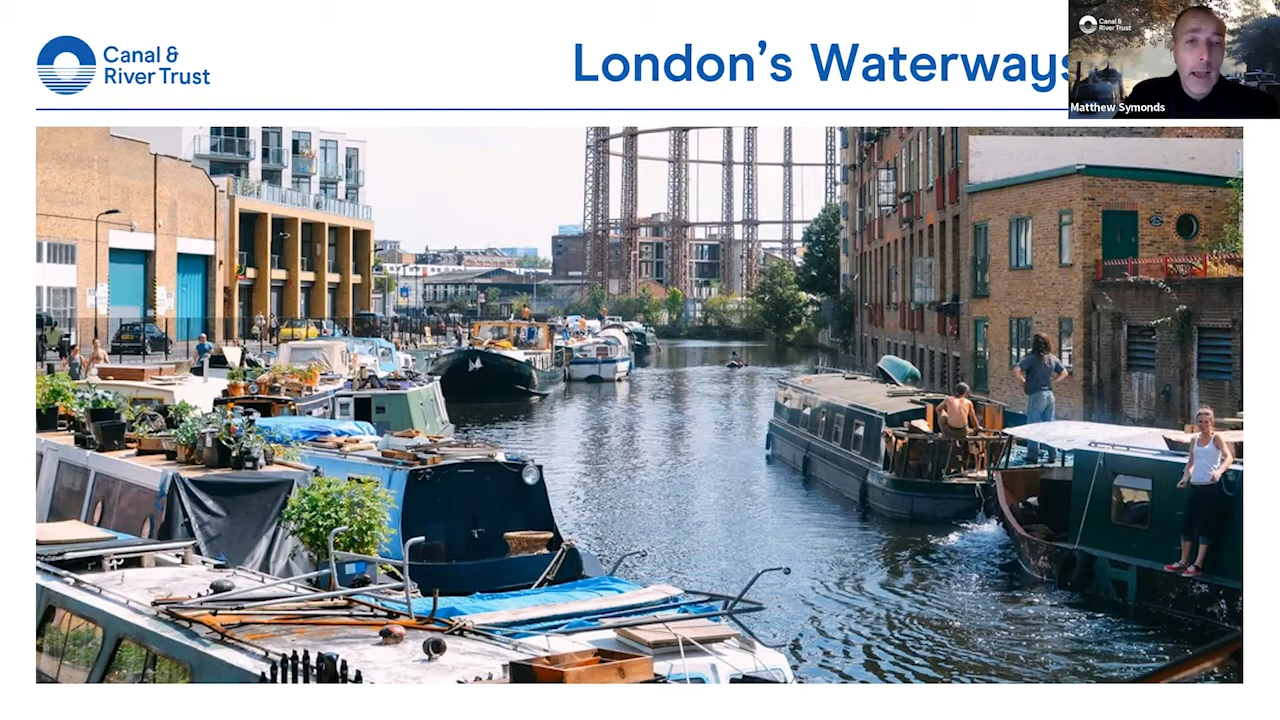 Canal &
River Trust
London's Waterways
Canal &
River Trust
Matthew Symonds